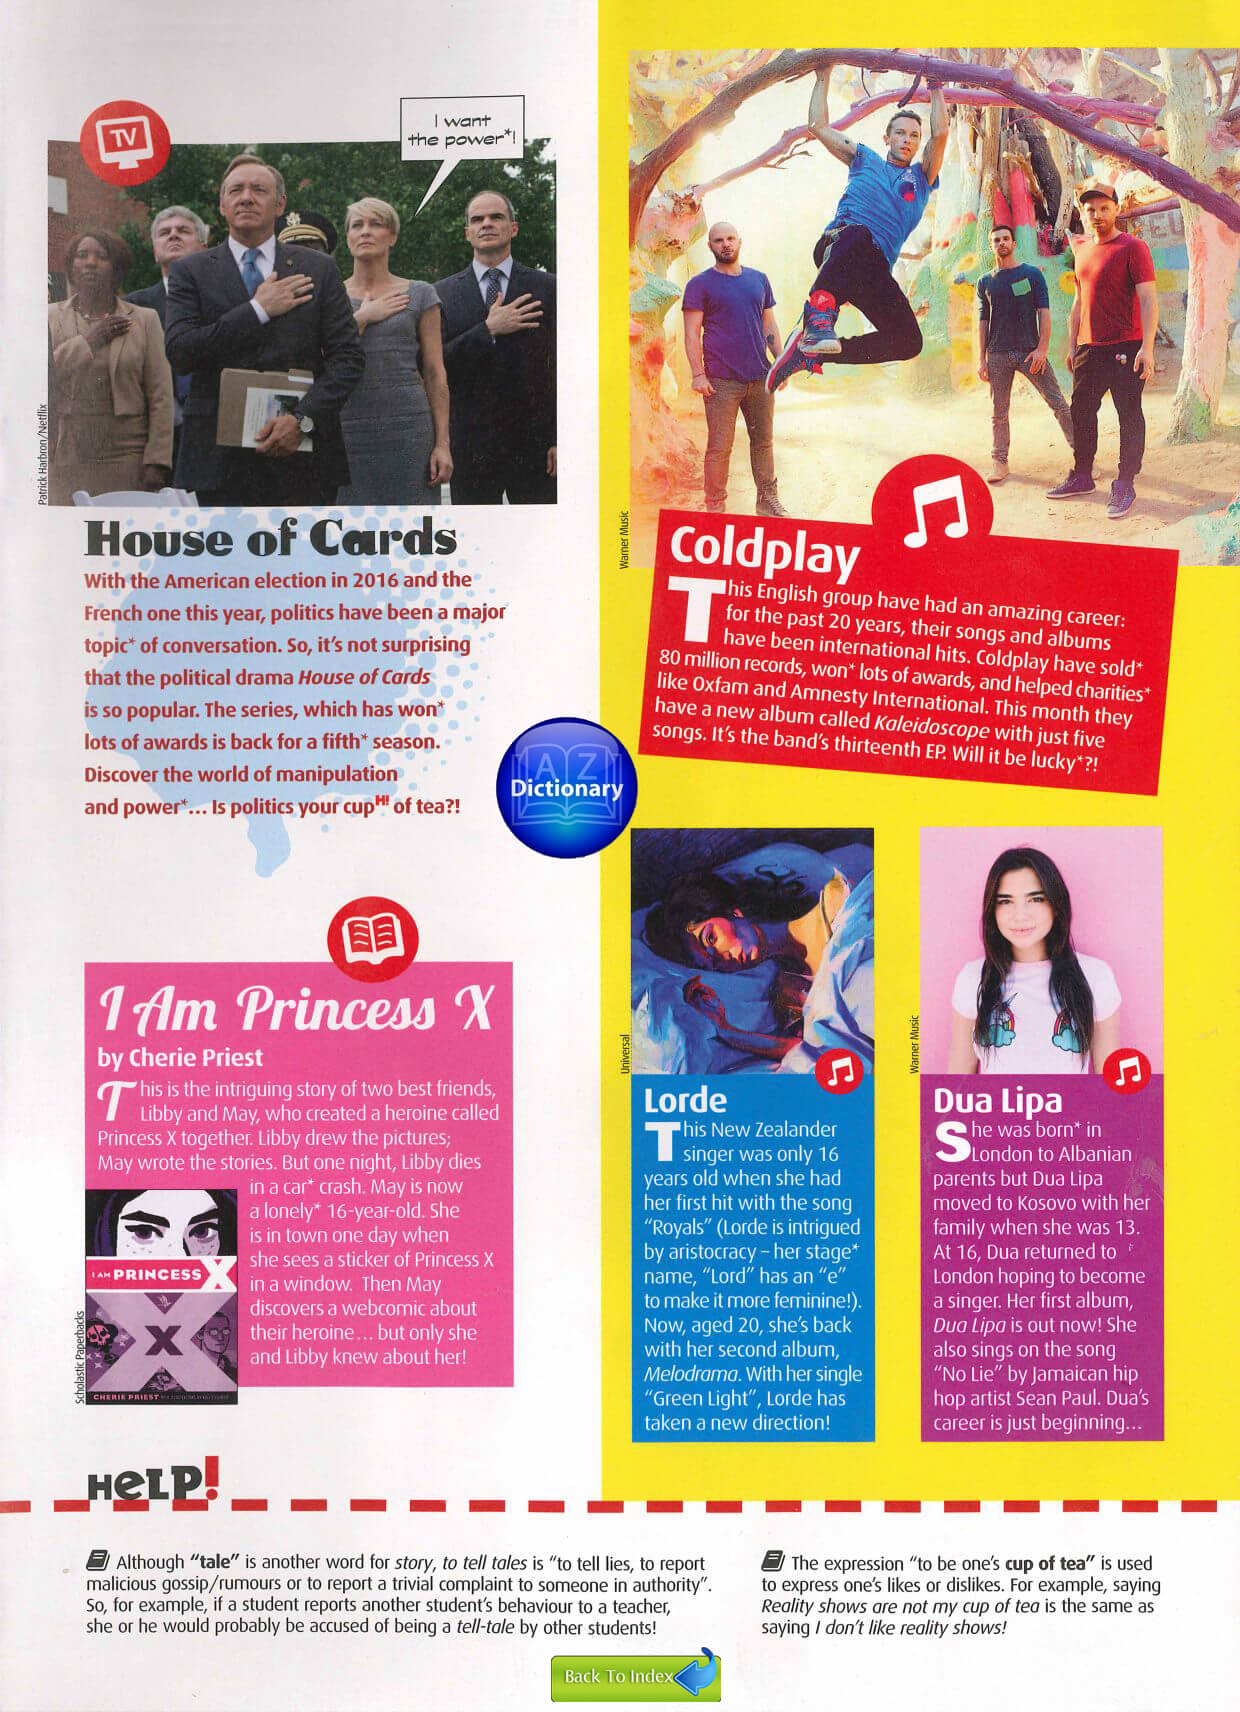 TV
I want
the power*!
Patrick Harbron/Netflix
House of Cards
With the American election in 2016 and the
French one this year, politics have been a major
topic* of conversation. So, it's not surprising
that the political drama House of Cards
is so popular. The series, which has won*
lots of awards is back for a fifth* season.
Discover the world of manipulation
and power*... Is politics your cupH! of tea?!
I Am Princess X
by Cherie Priest
This is the intriguing story of two best friends,
Libby and May, who created a heroine called
Princess X together. Libby drew the pictures;
May wrote the stories. But one night, Libby dies
in a car* crash. May is now
a lonely* 16-year-old. She
is in town one day when
she sees a sticker of Princess X
in a window. Then May
discovers a webcomic about
their heroine... but only she
and Libby knew about her!
Scholastic Paperbacks
I AM PRINCESS X
X
CHERIE PRIEST
A Z
Dictionary
Warner Music
Coldplay
This English group have had an amazing career:
for the past 20 years, their songs and albums
have been international hits. Coldplay have sold*
80 million records, won* lots of awards, and helped charities*
like Oxfam and Amnesty International. This month they
have a new album called Kaleidoscope with just five
songs. It's the band's thirteenth EP. Will it be lucky*?!
Universal
Lorde
This New Zealander
singer was only 16
years old when she had
her first hit with the song
“Royals” (Lorde is intrigued
by aristocracy – her stage*
name, “Lord” has an “e”
to make it more feminine!).
Now, aged 20, she's back
with her second album,
Melodrama. With her single
“Green Light”, Lorde has
taken a new direction!
Warner Music
Dua Lipa
She was born* in
London to Albanian
parents but Dua Lipa
moved to Kosovo with her
family when she was 13.
At 16, Dua returned to
London hoping to become
a singer. Her first album,
Dua Lipa is out now! She
also sings on the song
“No Lie” by Jamaican hip
hop artist Sean Paul. Dua's
career is just beginning...
HELP!
Although “tale” is another word for story, to tell tales is “to tell lies, to report
malicious gossip/rumours or to report a trivial complaint to someone in authority”.
So, for example, if a student reports another student's behaviour to a teacher,
she or he would probably be accused of being a tell-tale by other students!
The expression “to be one's cup of tea” is used
to express one's likes or dislikes. For example, saying
Reality shows are not my cup of tea is the same as
saying I don't like reality shows!
Back To Index